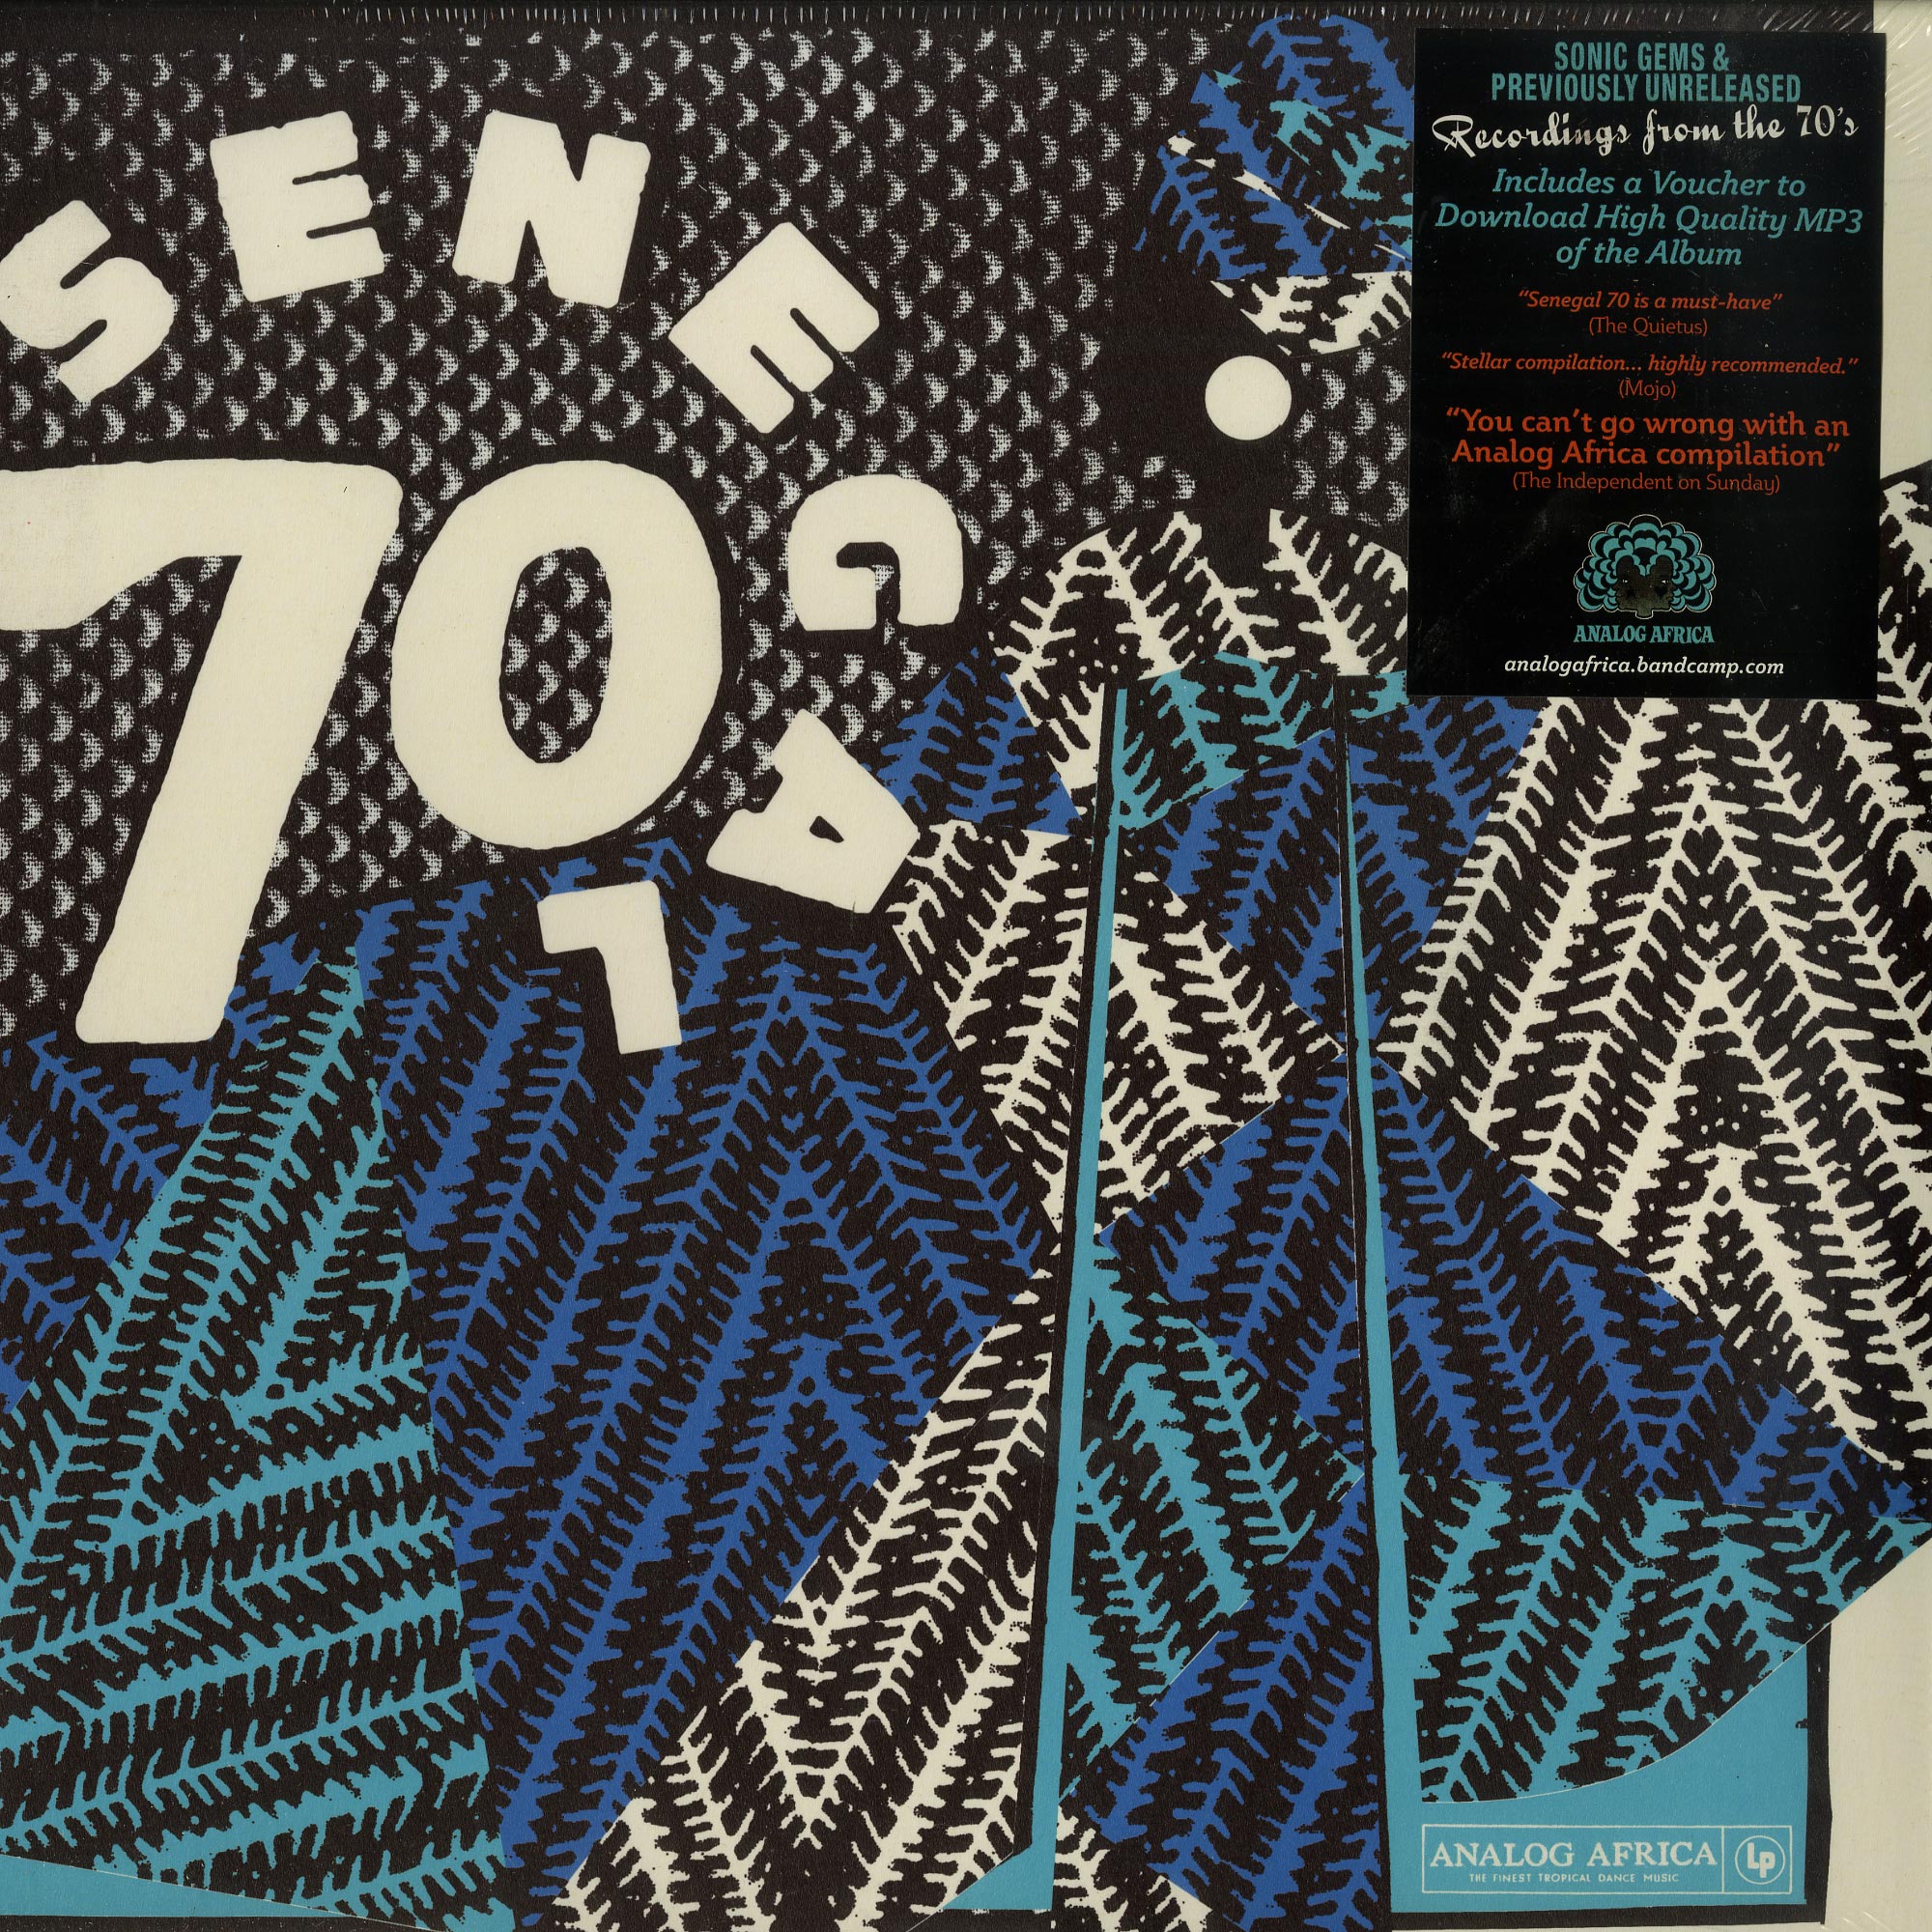 SENEGAL
70
SONIC GEMS &
PREVIOUSLY UNRELEASED
Recordings from the 70's
Includes a Voucher to
Download High Quality MP3
of the Album
“Senegal 70 is a must-have”
(The Quietus)
“Stellar compilation... highly recommended.”
(Mojo)
“You can't go wrong with an
Analog Africa compilation”
(The Independent on Sunday)
ANALOG AFRICA
analogafrica.bandcamp.com
ANALOG AFRICA
THE FINEST TROPICAL DANCE MUSIC
LP